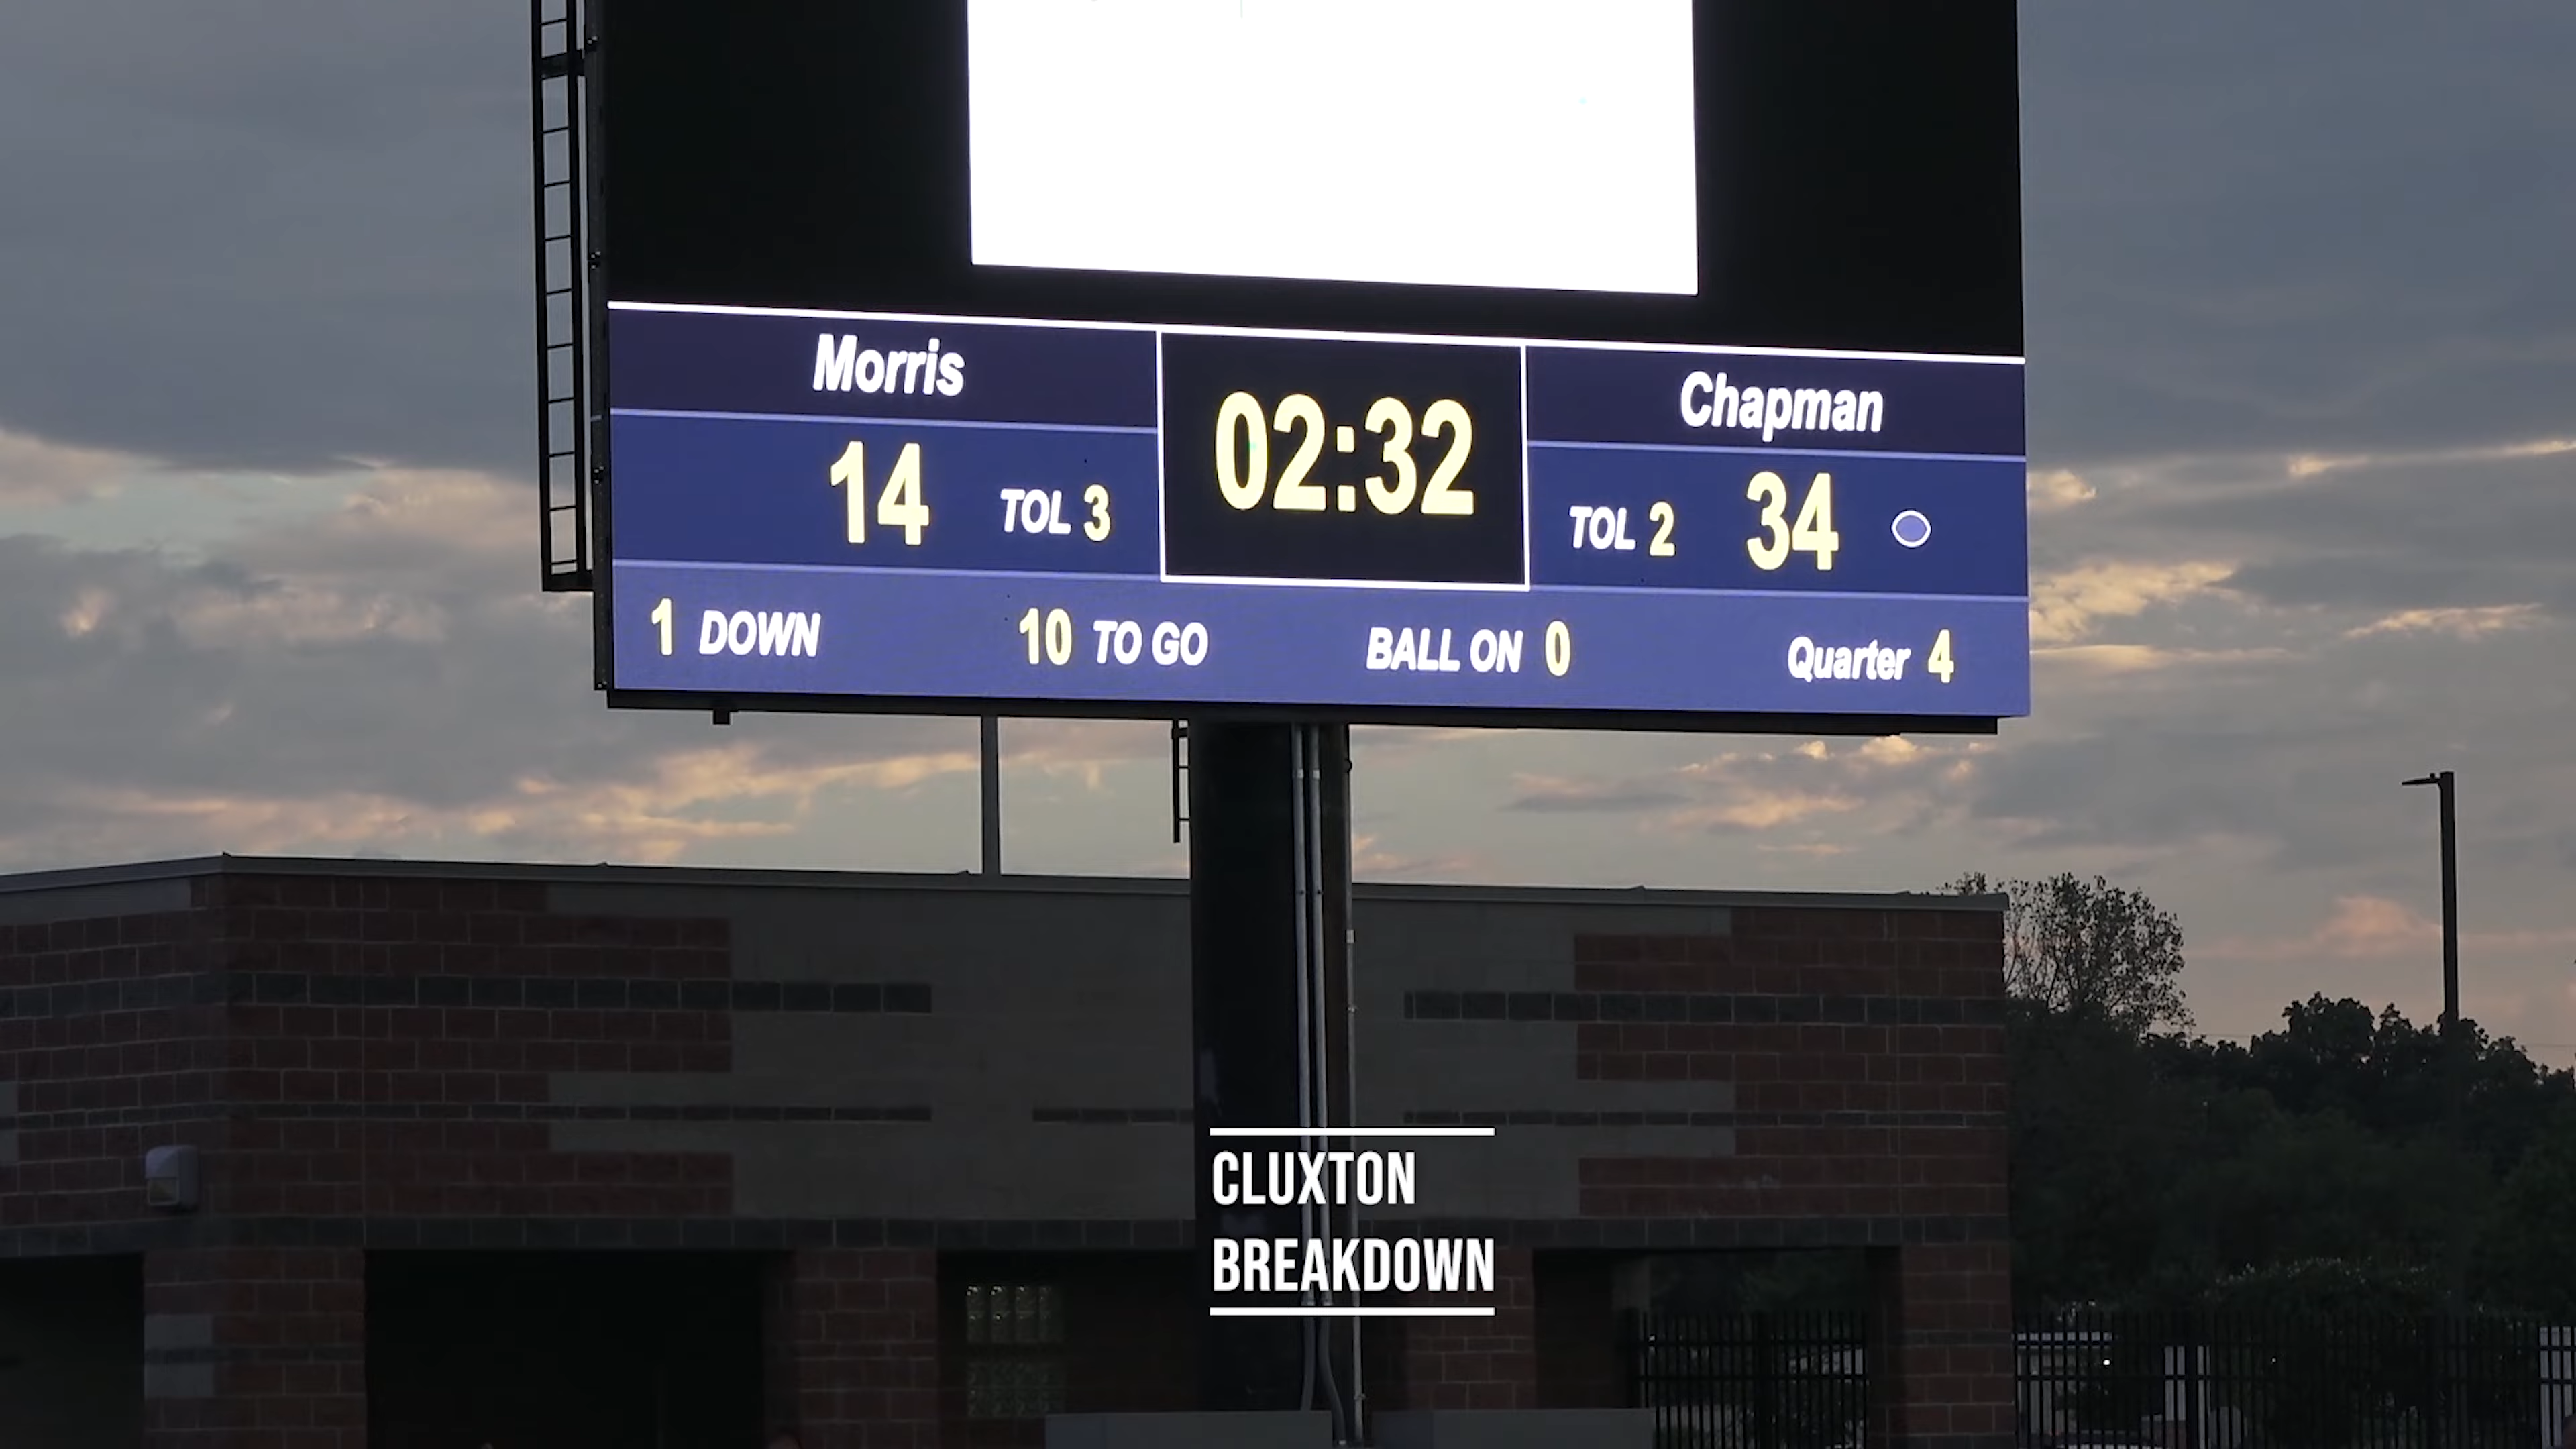 Morris
02:32
Chapman
14 TOL 3
TOL 2 34
1 DOWN 10 TO GO BALL ON 0 Quarter 4
CLUXTON
BREAKDOWN